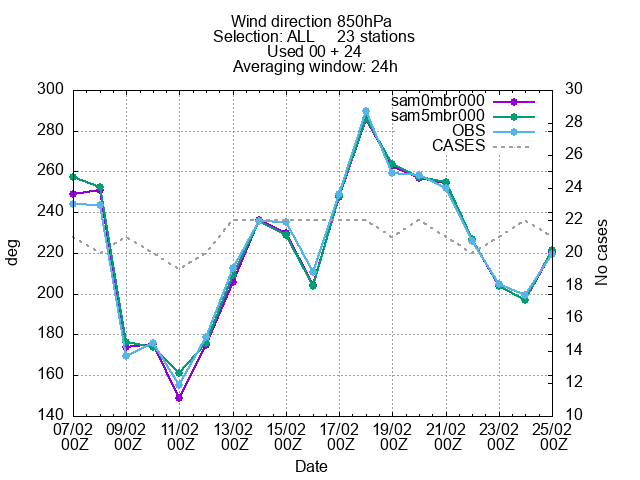 Wind direction 850hPa
Selection: ALL 23 stations
Used 00 + 24
Averaging window: 24h
sam0mbr000
sam5mbr000
OBS
CASES
deg
300
280
260
240
220
200
180
160
140
No cases
30
28
26
24
22
20
18
16
14
12
10
07/02 09/02 11/02 13/02 15/02 17/02 19/02 21/02 23/02 25/02
00Z 00Z 00Z 00Z 00Z 00Z 00Z 00Z 00Z 00Z
Date